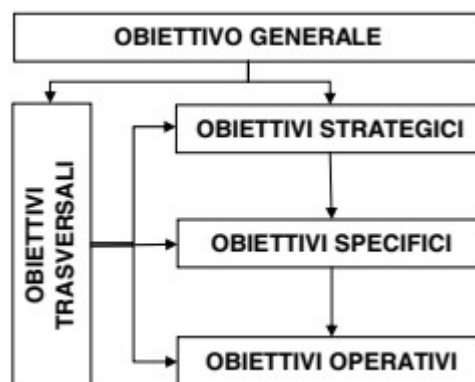 OBIETTIVO GENERALE
OBIETTIVI STRATEGICI
OBIETTIVI
TRASVERSALI
OBIETTIVI SPECIFICI
OBIETTIVI OPERATIVI